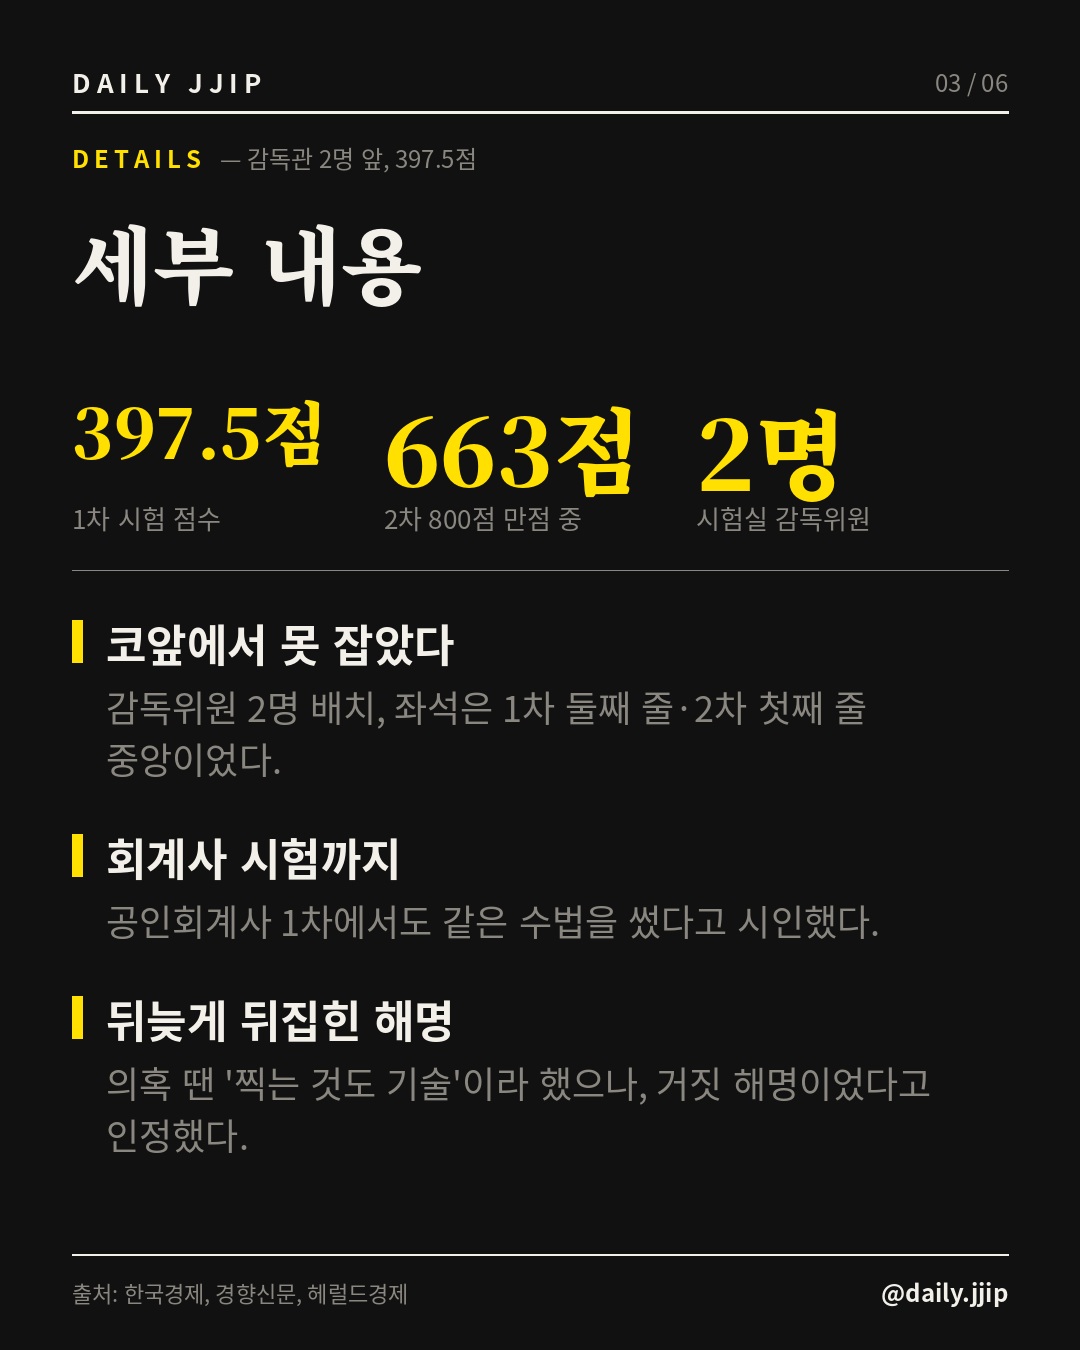 DAILY JJIP
03 / 06
DETAILS — 감독관 2명 앞, 397.5점
세부 내용
397.5점 663점 2명
1차 시험 점수 2차 800점 만점 중 시험실 감독위원
코앞에서 못 잡았다
감독위원 2명 배치, 좌석은 1차 둘째 줄·2차 첫째 줄
중앙이었다.
회계사 시험까지
공인회계사 1차에서도 같은 수법을 썼다고 시인했다.
뒤늦게 뒤집힌 해명
의혹 땐 '찍는 것도 기술'이라 했으나, 거짓 해명이었다고
인정했다.
출처: 한국경제, 경향신문, 헤럴드경제
@daily.jjip